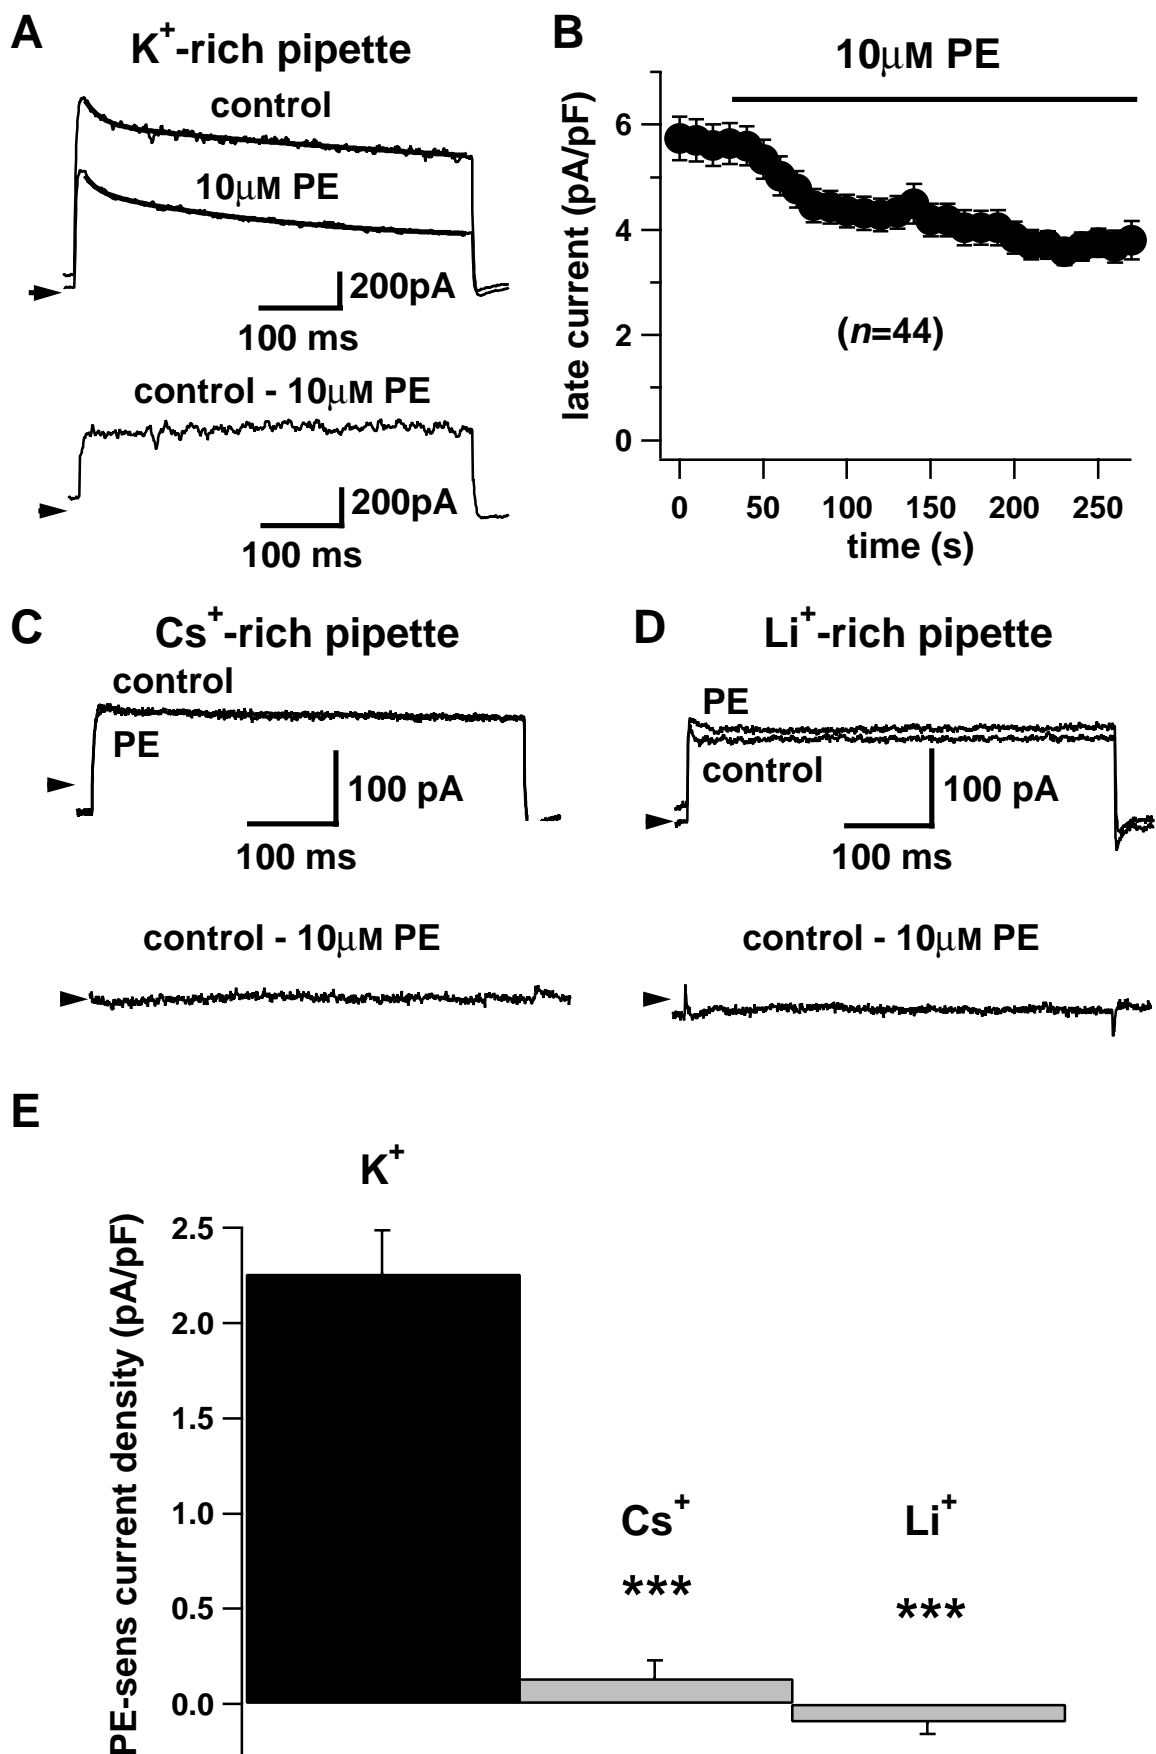 A
K+-rich pipette
control
10μM PE
200pA
100 ms
control - 10μM PE
200pA
100 ms
B
10μM PE
late current (pA/pF)
6
4
2
0
(n=44)
0 50 100 150 200 250
time (s)
C
Cs+-rich pipette
control
PE
100 pA
100 ms
control - 10μM PE
D
Li+-rich pipette
PE
control
100 pA
100 ms
control - 10μM PE
E
PE-sens current density (pA/pF)
2.5
2.0
1.5
1.0
0.5
0.0
K+
Cs+
***
Li+
***